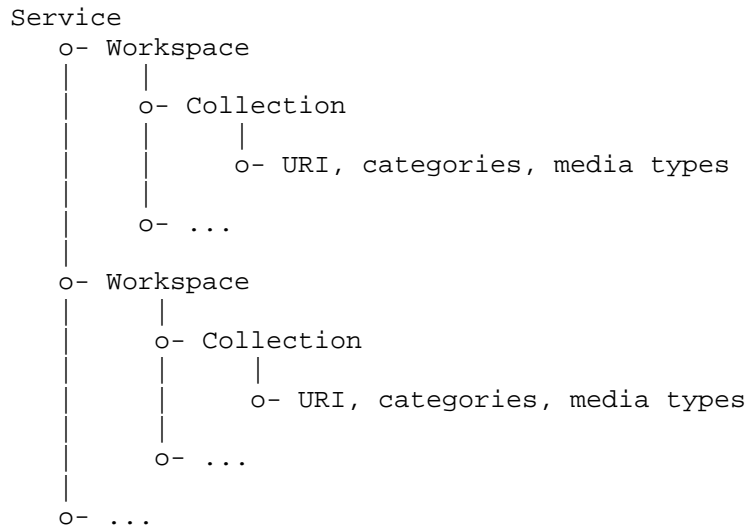 Service
o- Workspace
| |
| o- Collection
| | |
| | o- URI, categories, media types
| |
| o- ...
|
o- Workspace
| |
| o- Collection
| | |
| | o- URI, categories, media types
| |
| o- ...
|
o- ...